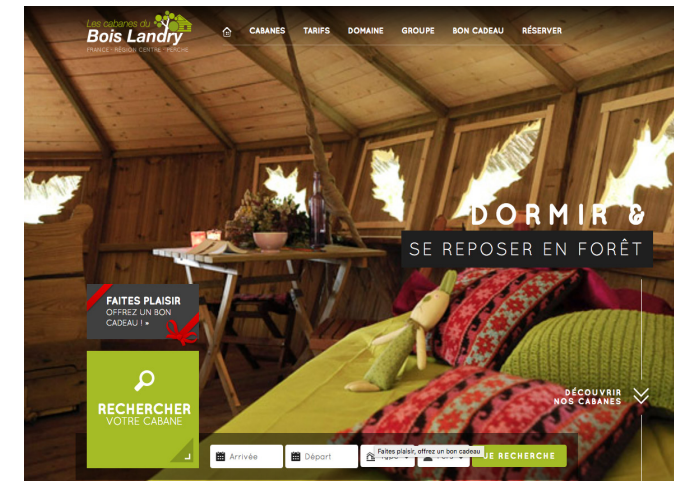 Les cabanes du
Bois Landry
FRANCE - RÉGION CENTRE - PERCHE
CABANES TARIFS DOMAINE GROUPE BON CADEAU RÉSERVER
DORMIR &
SE REPOSER EN FORÊT
FAITES PLAISIR
OFFREZ UN BON
CADEAU ! »
RECHERCHER
VOTRE CABANE
DÉCOUVRIR
NOS CABANES
Arrivée Départ JE RECHERCHE
Faites plaisir, offrez un bon cadeau